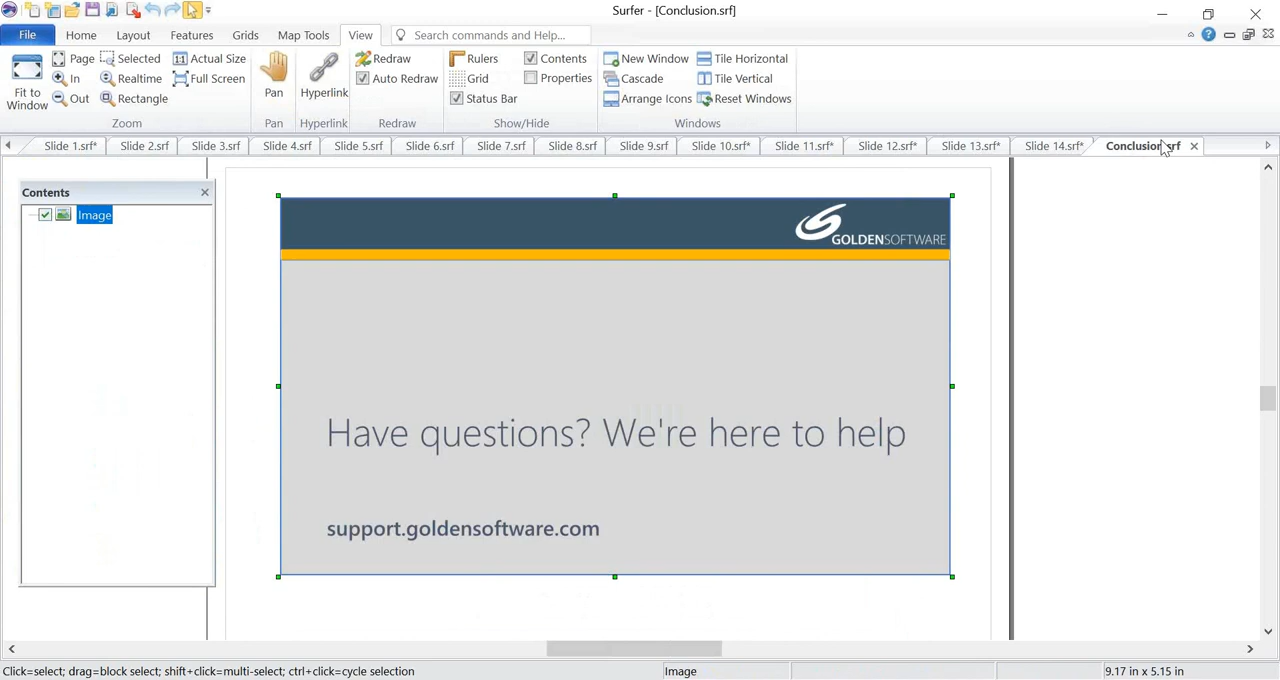 Surfer - [Conclusion.srf]
File Home Layout Features Grids Map Tools View Search commands and Help...
Fit to Window
Page Selected Actual Size
In Realtime Full Screen
Out Rectangle
Zoom
Pan
Pan
Hyperlink
Hyperlink
Redraw
Auto Redraw
Redraw
Rulers Contents
Grid Properties
Status Bar
Show/Hide
New Window Tile Horizontal
Cascade Tile Vertical
Arrange Icons Reset Windows
Windows
Slide 1.srf* Slide 2.srf Slide 3.srf Slide 4.srf Slide 5.srf Slide 6.srf Slide 7.srf Slide 8.srf Slide 9.srf Slide 10.srf* Slide 11.srf* Slide 12.srf* Slide 13.srf* Slide 14.srf* Conclusion.srf
Contents
Image
GOLDENSOFTWARE
Have questions? We're here to help
support.goldensoftware.com
Click=select; drag=block select; shift+click=multi-select; ctrl+click=cycle selection Image 9.17 in x 5.15 in